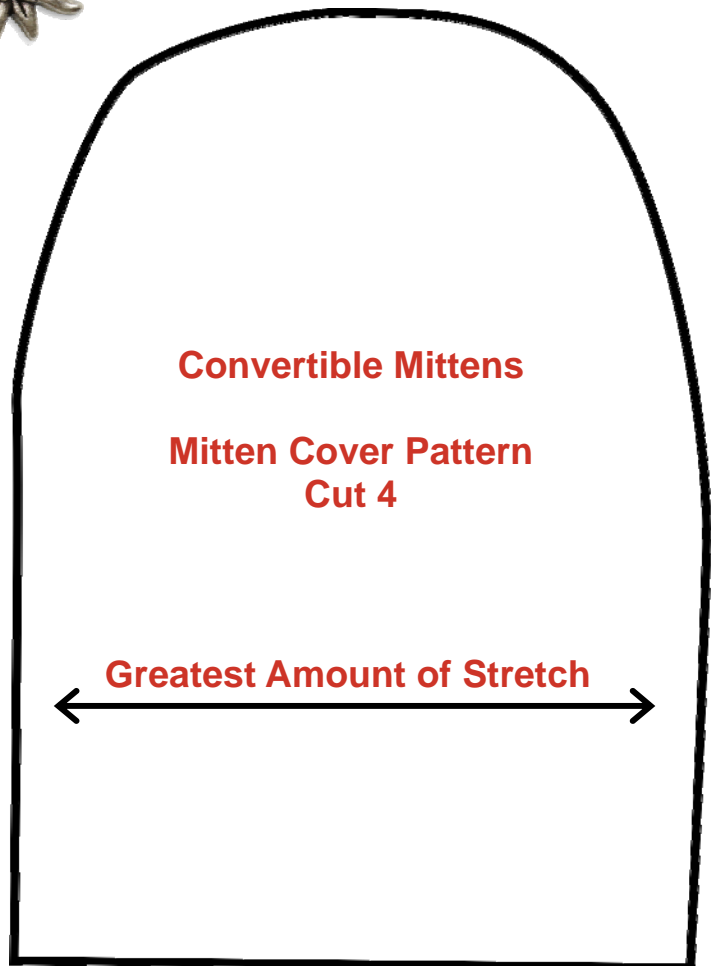 Convertible Mittens
Mitten Cover Pattern
Cut 4
Greatest Amount of Stretch